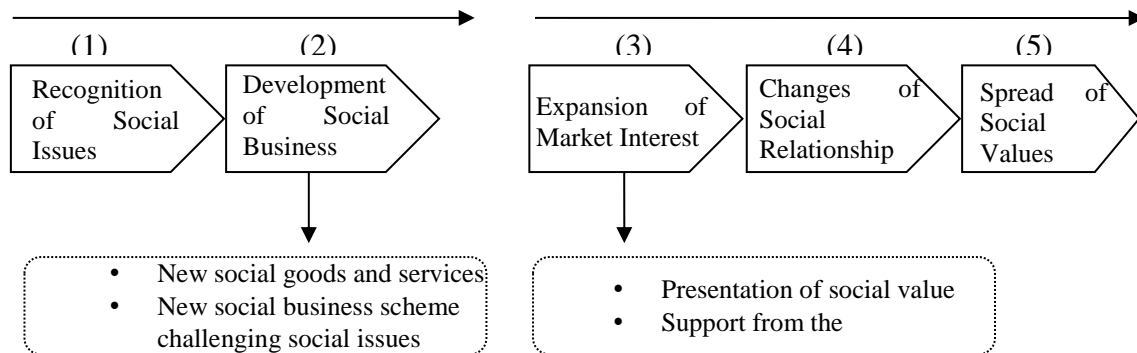 (1)
(2)
(3)
(4)
(5)
Recognition
of Social
Issues
Development
of Social
Business
Expansion of
Market Interest
Changes of
Social
Relationship
Spread of
Social
Values
• New social goods and services
• New social business scheme
challenging social issues
• Presentation of social value
• Support from the